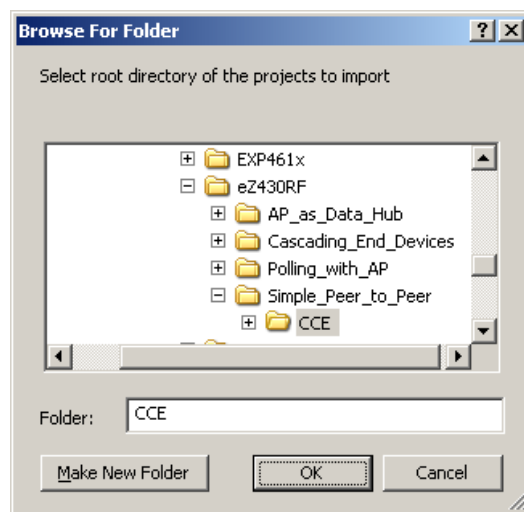 Browse For Folder
Select root directory of the projects to import
EXP461x
eZ430RF
AP_as_Data_Hub
Cascading_End_Devices
Polling_with_AP
Simple_Peer_to_Peer
CCE
Folder: CCE
Make New Folder OK Cancel